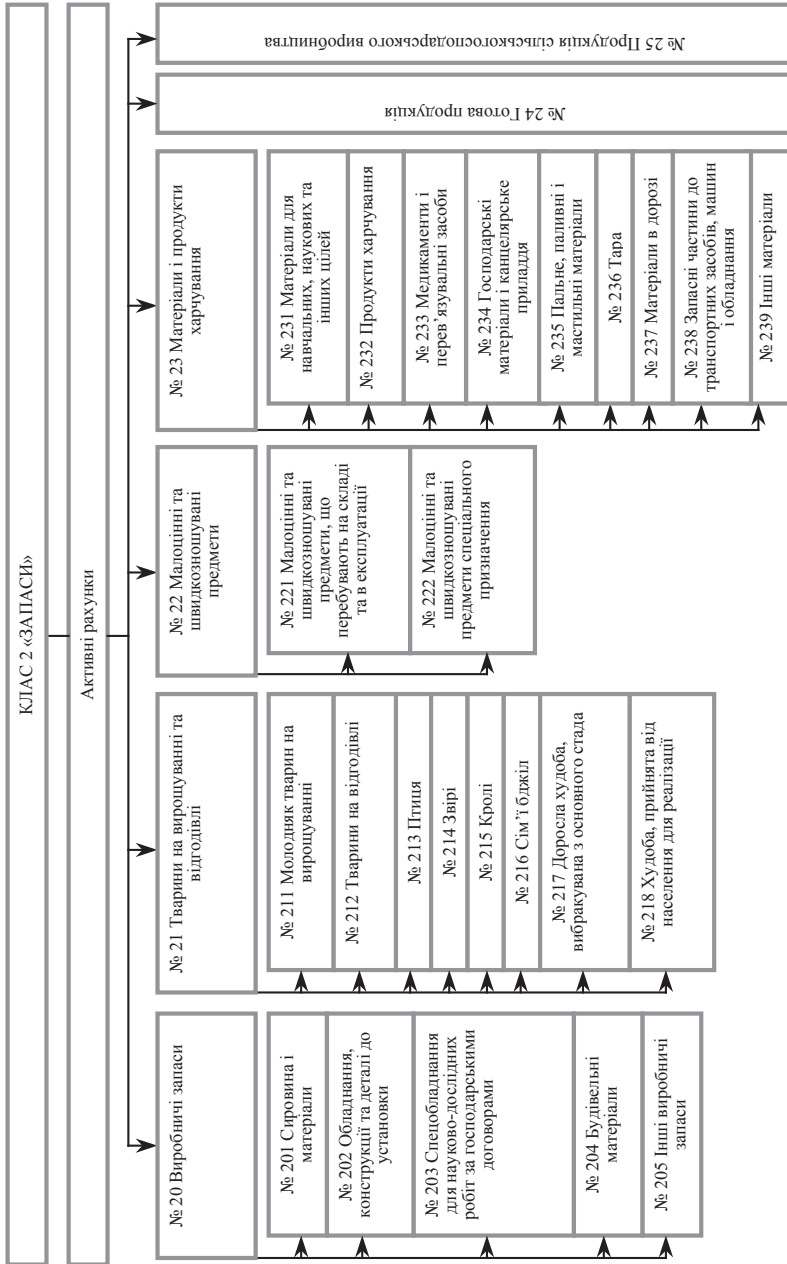 КЛАС 2 «ЗАПАСИ»
Активні рахунки
№ 20 Виробничі запаси
№ 201 Сировина і
матеріали
№ 202 Обладнання,
конструкції та деталі до
установки
№ 203 Спецобладнання
для науково-дослідних
робіт за господарськими
договорами
№ 204 Будівельні
матеріали
№ 205 Інші виробничі
запаси
№ 21 Тварини на вирощуванні та
відгодівлі
№ 211 Молодняк тварин на
вирощуванні
№ 212 Тварини на відгодівлі
№ 213 Птиця
№ 214 Звірі
№ 215 Кролі
№ 216 Сім’ї бджіл
№ 217 Доросла худоба,
вибракувана з основного стада
№ 218 Худоба, прийнята від
населення для реалізації
№ 22 Малоцінні та
швидкозношувані
предмети
№ 221 Малоцінні та
швидкозношувані
предмети, що
перебувають на складі
та в експлуатації
№ 222 Малоцінні та
швидкозношувані
предмети спеціального
призначення
№ 23 Матеріали і продукти
харчування
№ 231 Матеріали для
навчальних, наукових та
інших цілей
№ 232 Продукти харчування
№ 233 Медикаменти і
перев’язувальні засоби
№ 234 Господарські
матеріали і канцелярське
приладдя
№ 235 Пальне, паливні і
мастильні матеріали
№ 236 Тара
№ 237 Матеріали в дорозі
№ 238 Запасні частини до
транспортних засобів, машин
і обладнання
№ 239 Інші матеріали
№ 24 Готова продукція
№ 25 Продукція сільськогосподарського виробництва